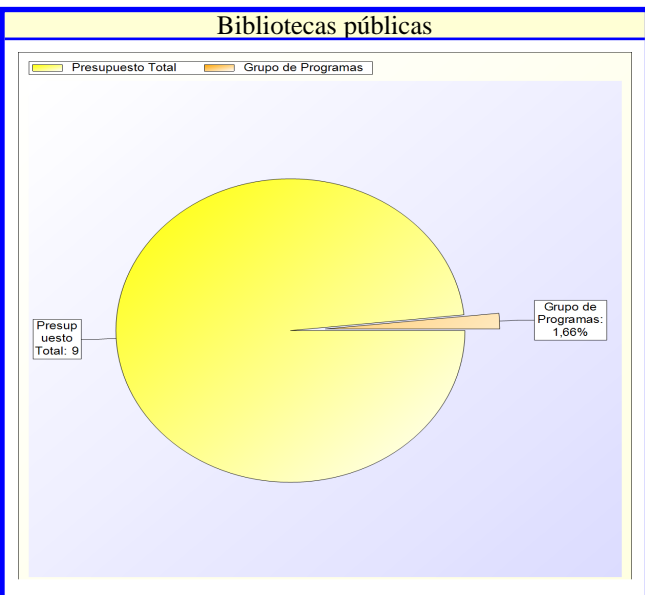 Bibliotecas públicas
Presupuesto Total Grupo de Programas
Presup
uesto
Total: 9
Grupo de
Programas:
1,66%